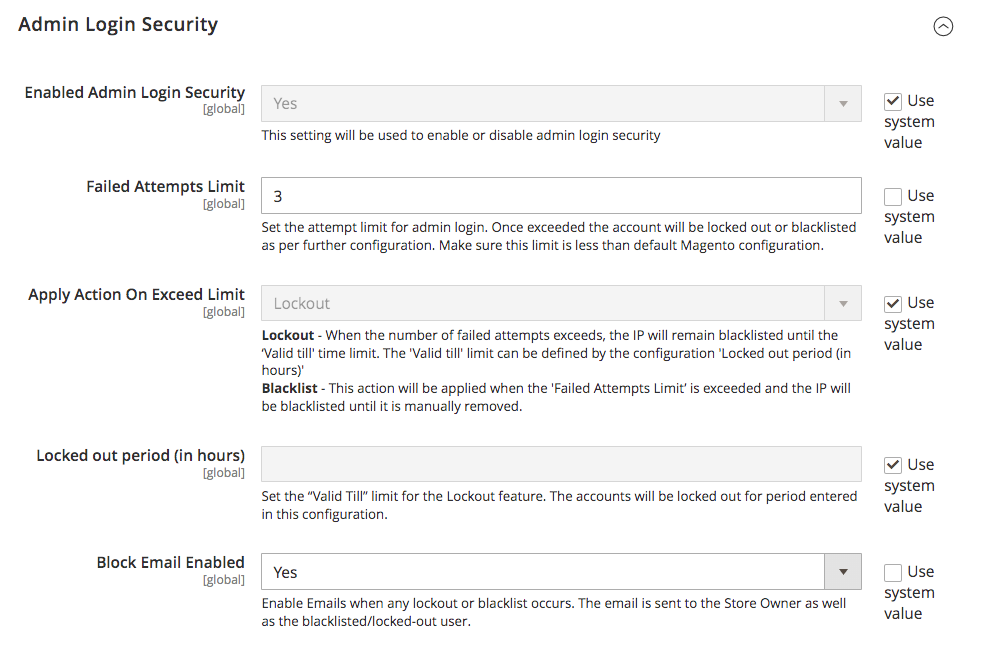 Admin Login Security
Enabled Admin Login Security
[global]
Yes
Use
system
value
This setting will be used to enable or disable admin login security
Failed Attempts Limit
[global]
3
Use
system
value
Set the attempt limit for admin login. Once exceeded the account will be locked out or blacklisted
as per further configuration. Make sure this limit is less than default Magento configuration.
Apply Action On Exceed Limit
[global]
Lockout
Use
system
value
Lockout - When the number of failed attempts exceeds, the IP will remain blacklisted until the
‘Valid till' time limit. The 'Valid till' limit can be defined by the configuration 'Locked out period (in
hours)'
Blacklist - This action will be applied when the 'Failed Attempts Limit’ is exceeded and the IP will
be blacklisted until it is manually removed.
Locked out period (in hours)
[global]
Use
system
value
Set the “Valid Till” limit for the Lockout feature. The accounts will be locked out for period entered
in this configuration.
Block Email Enabled
[global]
Yes
Use
system
value
Enable Emails when any lockout or blacklist occurs. The email is sent to the Store Owner as well
as the blacklisted/locked-out user.